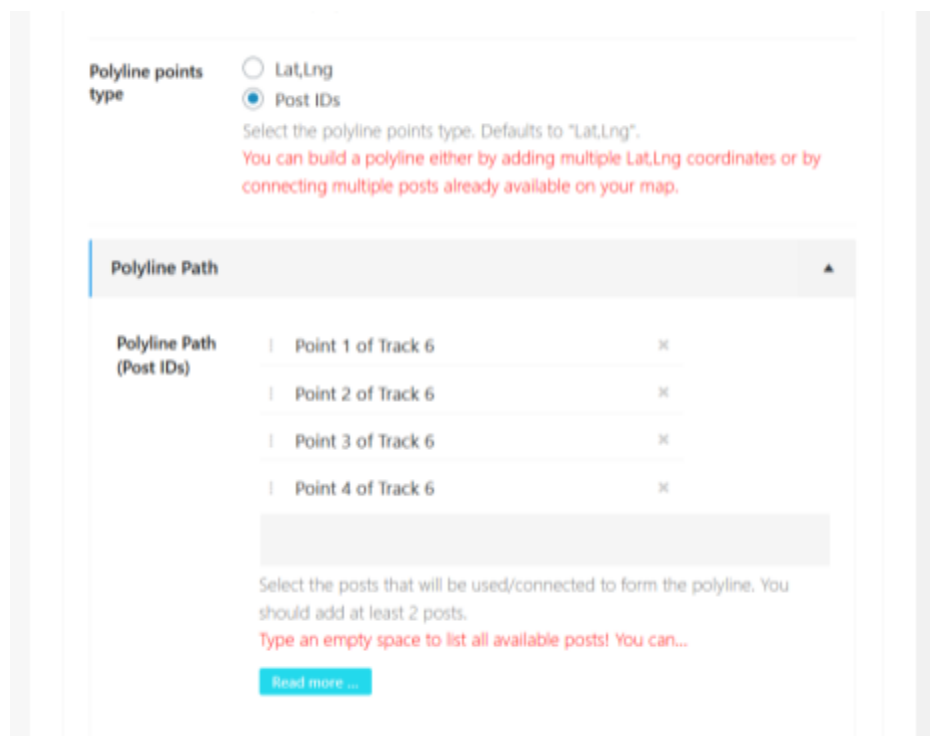 Polyline points
type
Lat,Lng
Post IDs
Select the polyline points type. Defaults to "Lat,Lng".
You can build a polyline either by adding multiple Lat,Lng coordinates or by
connecting multiple posts already available on your map.
Polyline Path
Polyline Path
(Post IDs)
Point 1 of Track 6
Point 2 of Track 6
Point 3 of Track 6
Point 4 of Track 6
Select the posts that will be used/connected to form the polyline. You
should add at least 2 posts.
Type an empty space to list all available posts! You can...
Read more ...